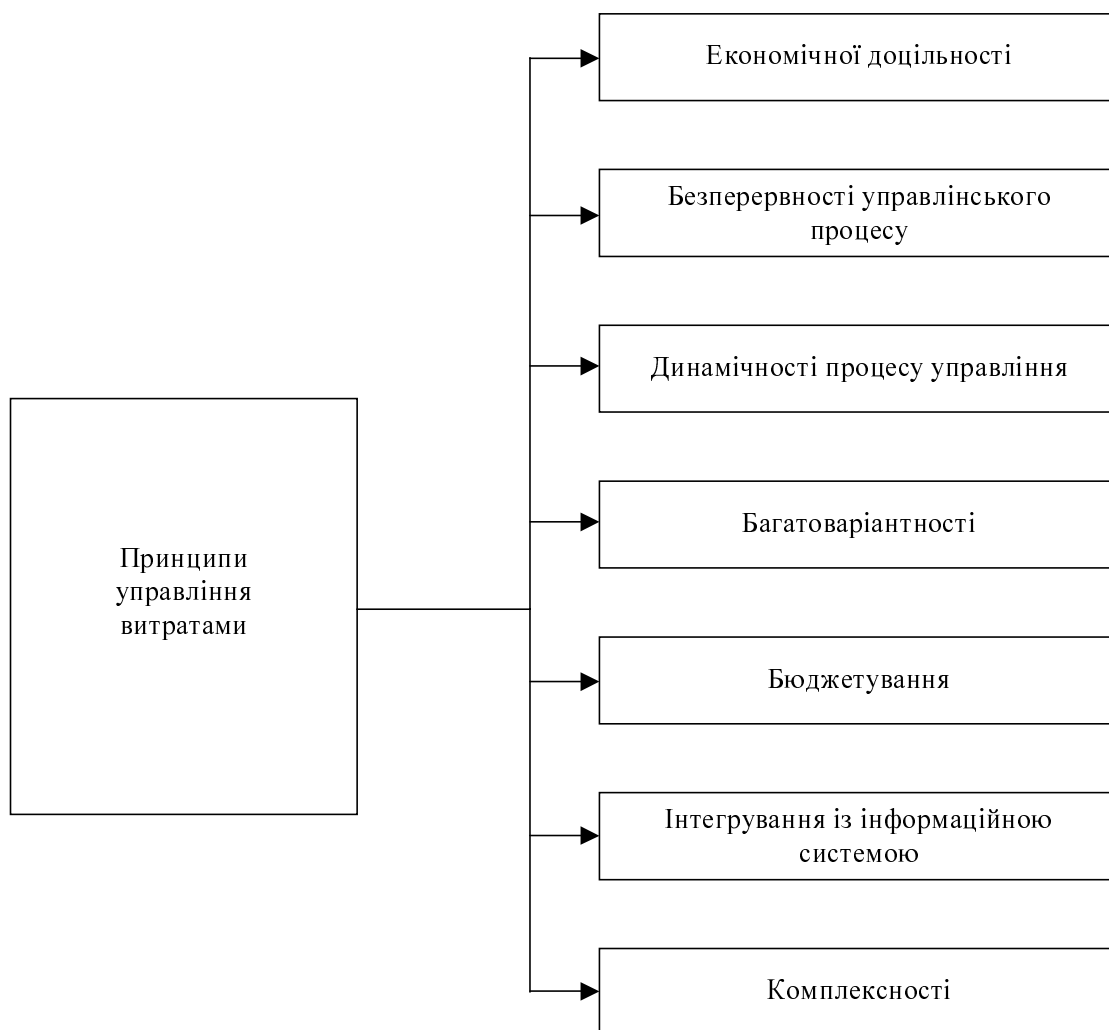 Економічної доцільності
Безперервності управлінського
процесу
Динамічності процесу управління
Багатоваріантності
Принципи
управління
витратами
Бюджетування
Інтегрування із інформаційною
системою
Комплексності